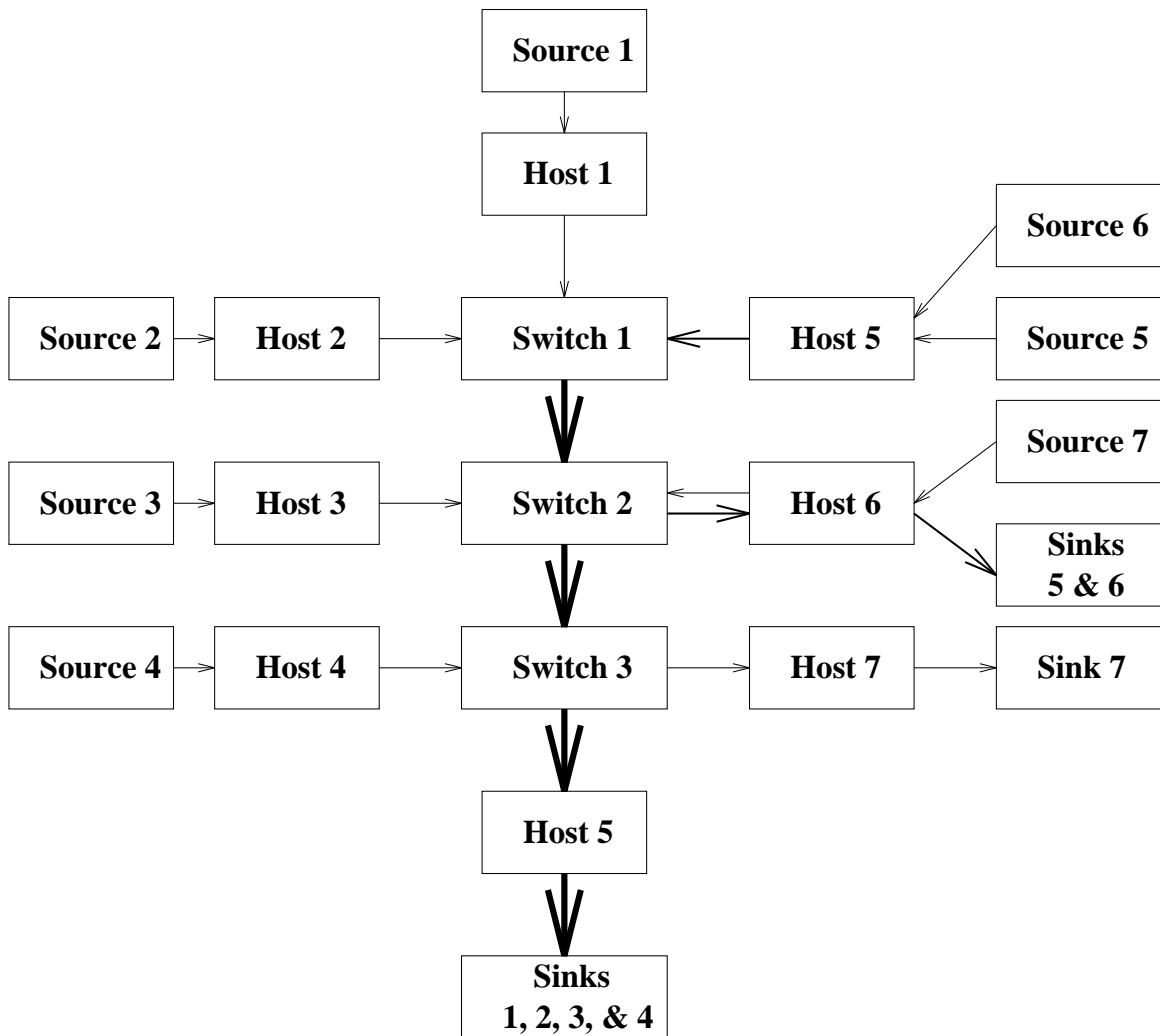 Source 1
Host 1
Source 6
Source 2
Host 2
Switch 1
Host 5
Source 5
Source 7
Source 3
Host 3
Switch 2
Host 6
Sinks
5 & 6
Source 4
Host 4
Switch 3
Host 7
Sink 7
Host 5
Sinks
1, 2, 3, & 4